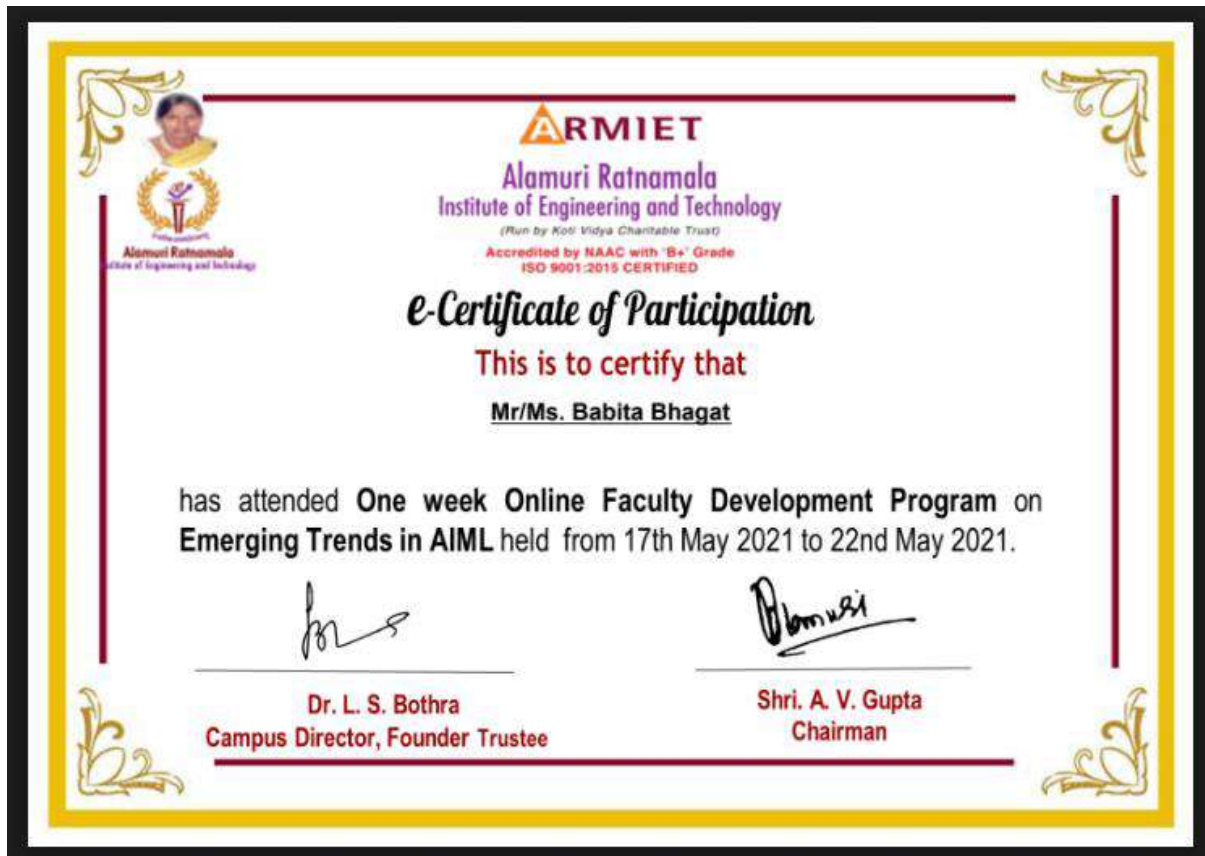 ARMIET
Alamuri Ratnamala
Institute of Engineering and Technology
(Run by Koti Vidya Charitable Trust)
Accredited by NAAC with 'B+' Grade
ISO 9001:2015 CERTIFIED
Alamuri Ratnamala
Institute of Engineering and Technology
e-Certificate of Participation
This is to certify that
Mr/Ms. Babita Bhagat
has attended One week Online Faculty Development Program on
Emerging Trends in AIML held from 17th May 2021 to 22nd May 2021.
Dr. L. S. Bothra
Campus Director, Founder Trustee
Shri. A. V. Gupta
Chairman